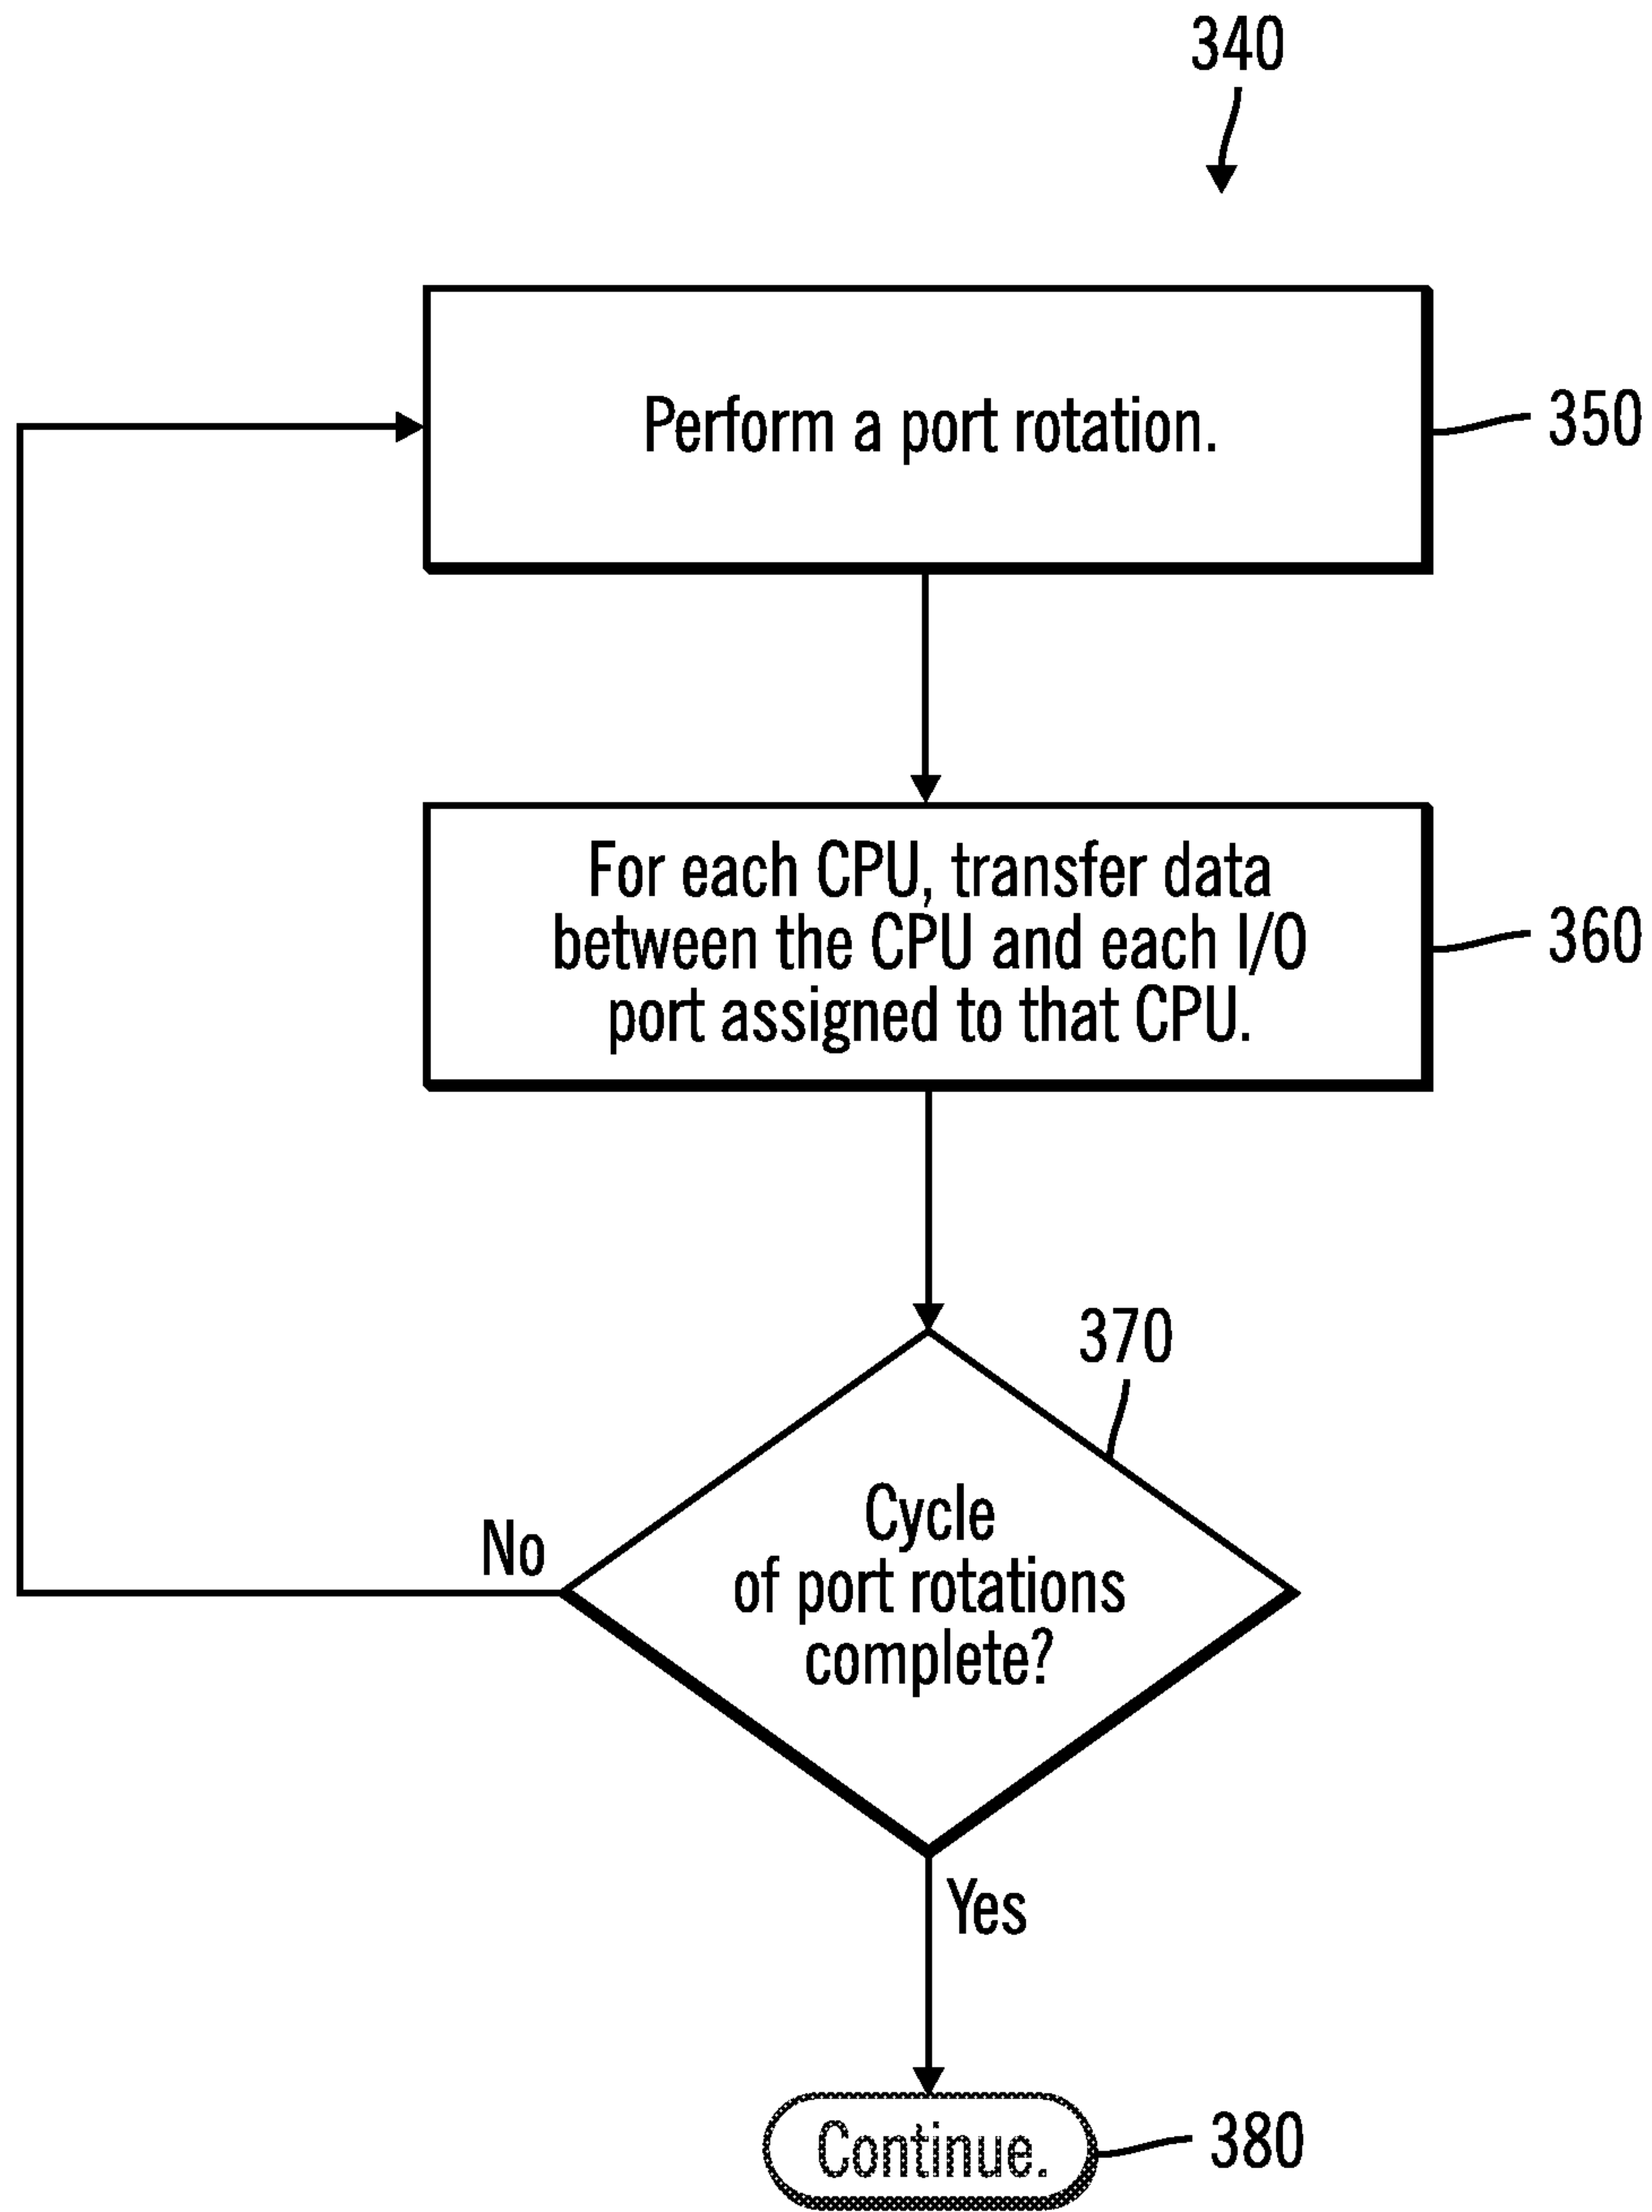 340
Perform a port rotation.
350
For each CPU, transfer data
between the CPU and each I/O
port assigned to that CPU.
360
370
Cycle
of port rotations
complete?
No
Yes
Continue.
380